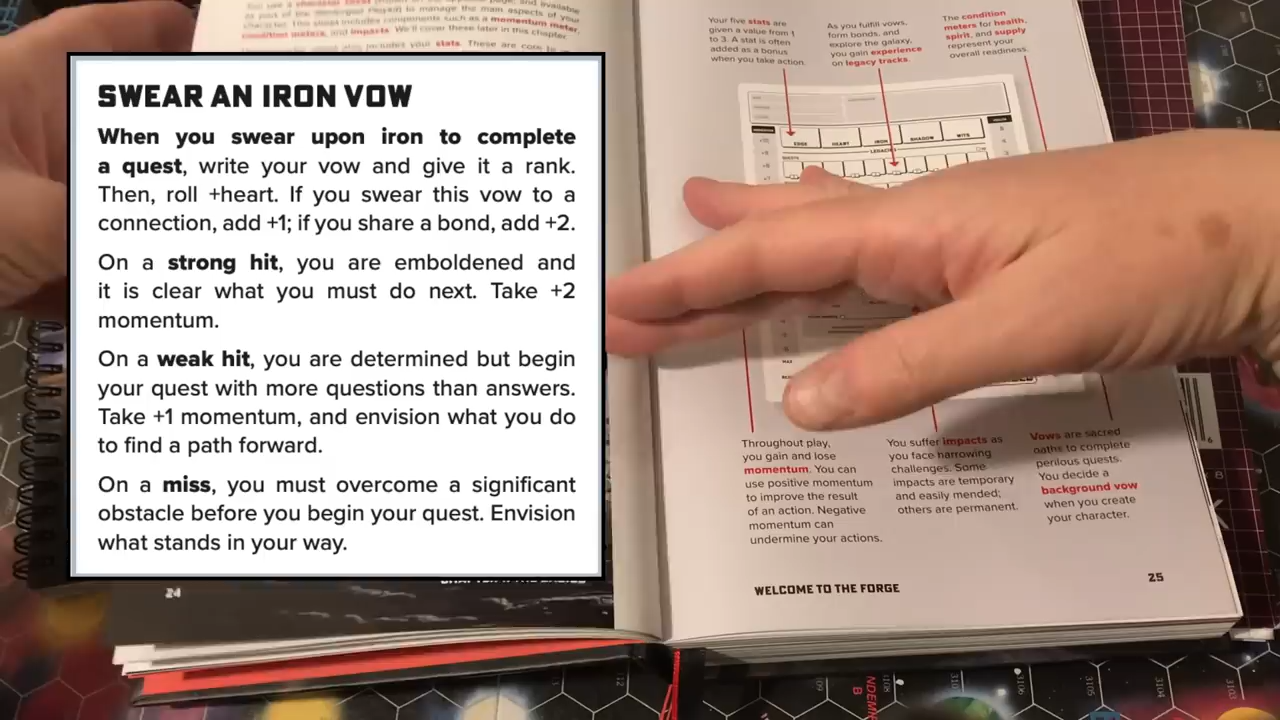 SWEAR AN IRON VOW
When you swear upon iron to complete
a quest, write your vow and give it a rank.
Then, roll +heart. If you swear this vow to a
connection, add +1; if you share a bond, add +2.
On a strong hit, you are emboldened and
it is clear what you must do next. Take +2
momentum.
On a weak hit, you are determined but begin
your quest with more questions than answers.
Take +1 momentum, and envision what you do
to find a path forward.
On a miss, you must overcome a significant
obstacle before you begin your quest. Envision
what stands in your way.
24
Your five stats are
given a value from 1
to 3. A stat is often
added as a bonus
when you take action.
As you fulfill vows,
form bonds, and
explore the galaxy,
you gain experience
on legacy tracks.
The condition
meters for health,
spirit, and supply
represent your
overall readiness.
EDGE
HEART
IRON
SHADOW
WITS
Throughout play,
you gain and lose
momentum. You can
use positive momentum
to improve the result
of an action. Negative
momentum can
undermine your actions.
You suffer impacts as
you face harrowing
challenges. Some
impacts are temporary
and easily mended;
others are permanent.
Vows are sacred
oaths to complete
perilous quests.
You decide a
background vow
when you create
your character.
WELCOME TO THE FORGE
25